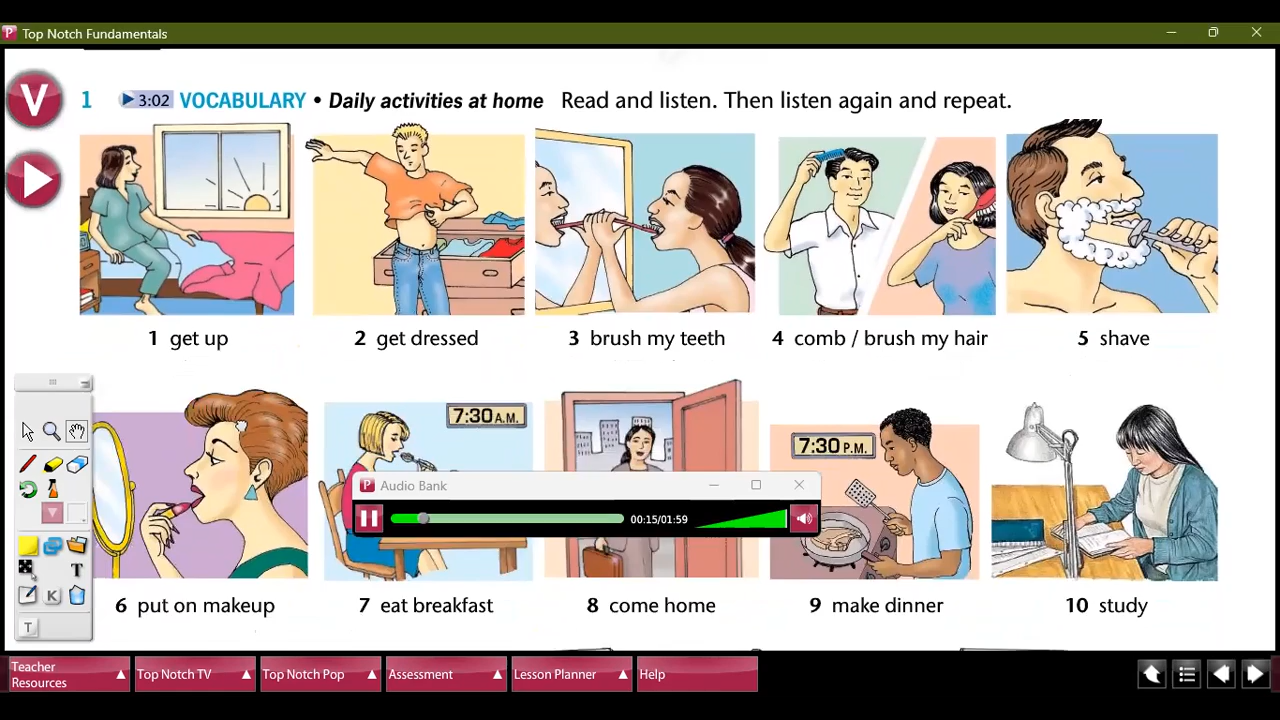 Top Notch Fundamentals
V
1 3:02 VOCABULARY • Daily activities at home Read and listen. Then listen again and repeat.
1 get up
2 get dressed
3 brush my teeth
4 comb / brush my hair
5 shave
7:30 A.M.
7:30 P.M.
Audio Bank
00:15/01:59
T
K
T
6 put on makeup
7 eat breakfast
8 come home
9 make dinner
10 study
Teacher
Resources
Top Notch TV
Top Notch Pop
Assessment
Lesson Planner
Help